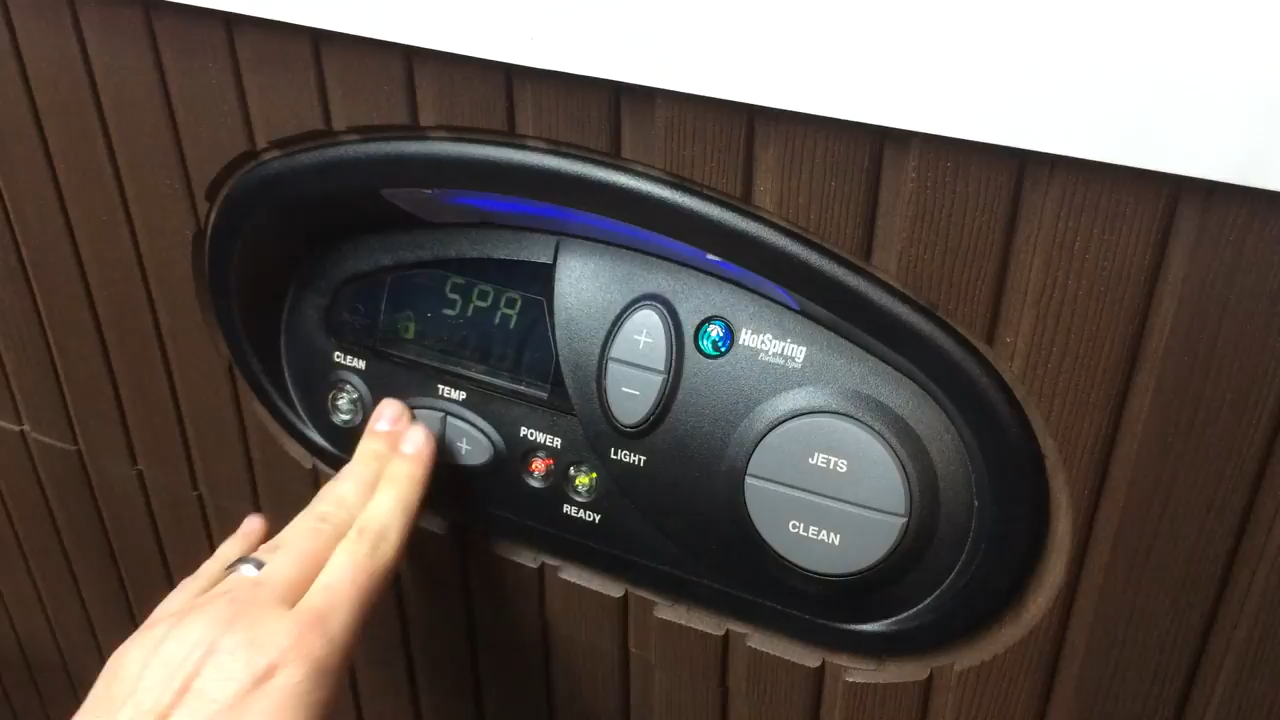 SPA
CLEAN
TEMP
+
POWER
READY
+
−
LIGHT
HotSpring
Portable Spas
JETS
CLEAN